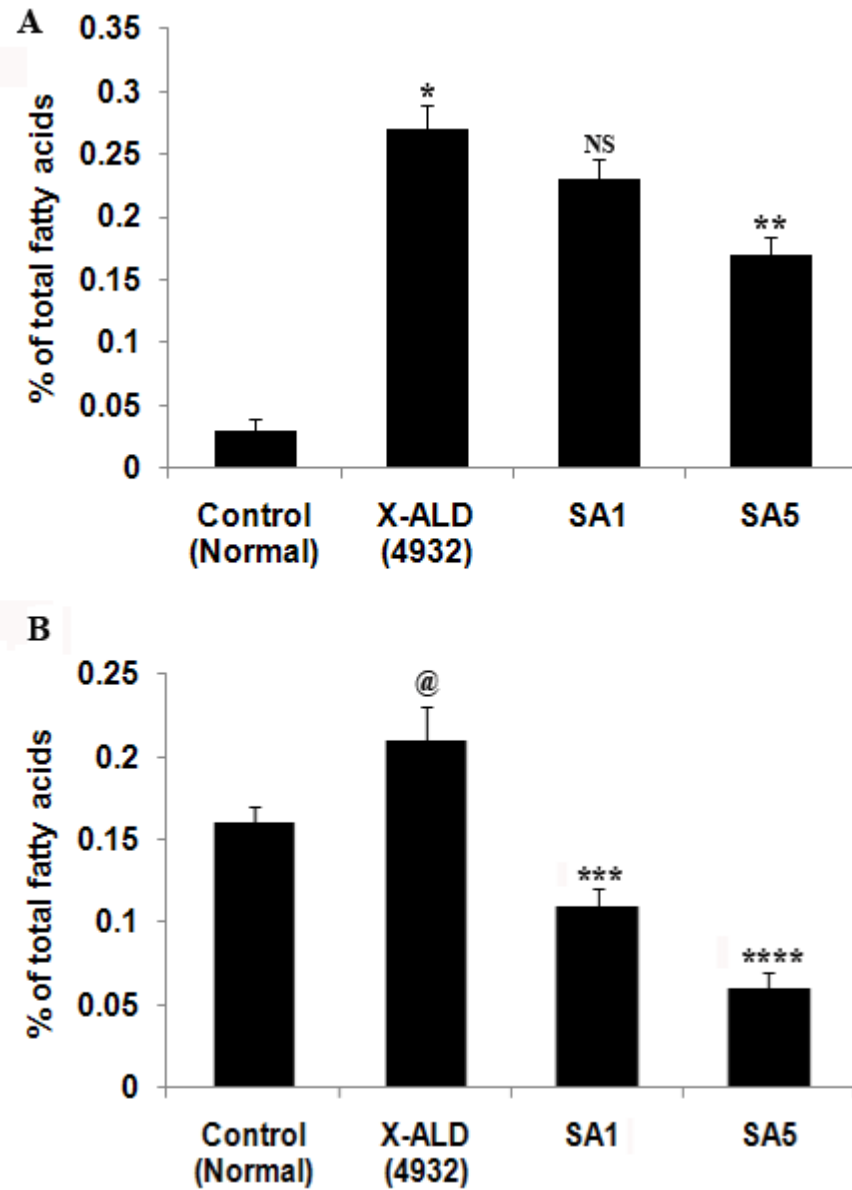 A
% of total fatty acids
0.35
0.3
0.25
0.2
0.15
0.1
0.05
0
*
NS
**
Control
(Normal)
X-ALD
(4932)
SA1
SA5
B
% of total fatty acids
0.25
0.2
0.15
0.1
0.05
0
@
***
****
Control
(Normal)
X-ALD
(4932)
SA1
SA5